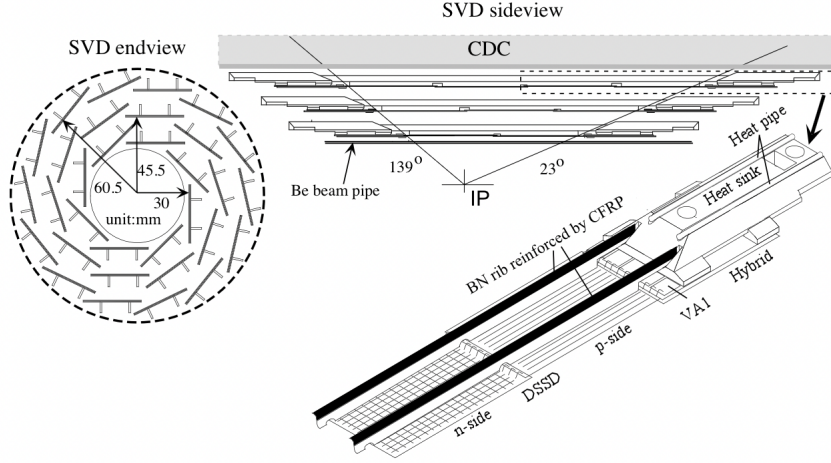 SVD sideview
SVD endview
CDC
45.5
60.5
30
unit:mm
139°
23°
Be beam pipe
IP
Heat pipe
Heat sink
BN rib reinforced by CFRP
Hybrid
VA1
p-side
DSSD
n-side